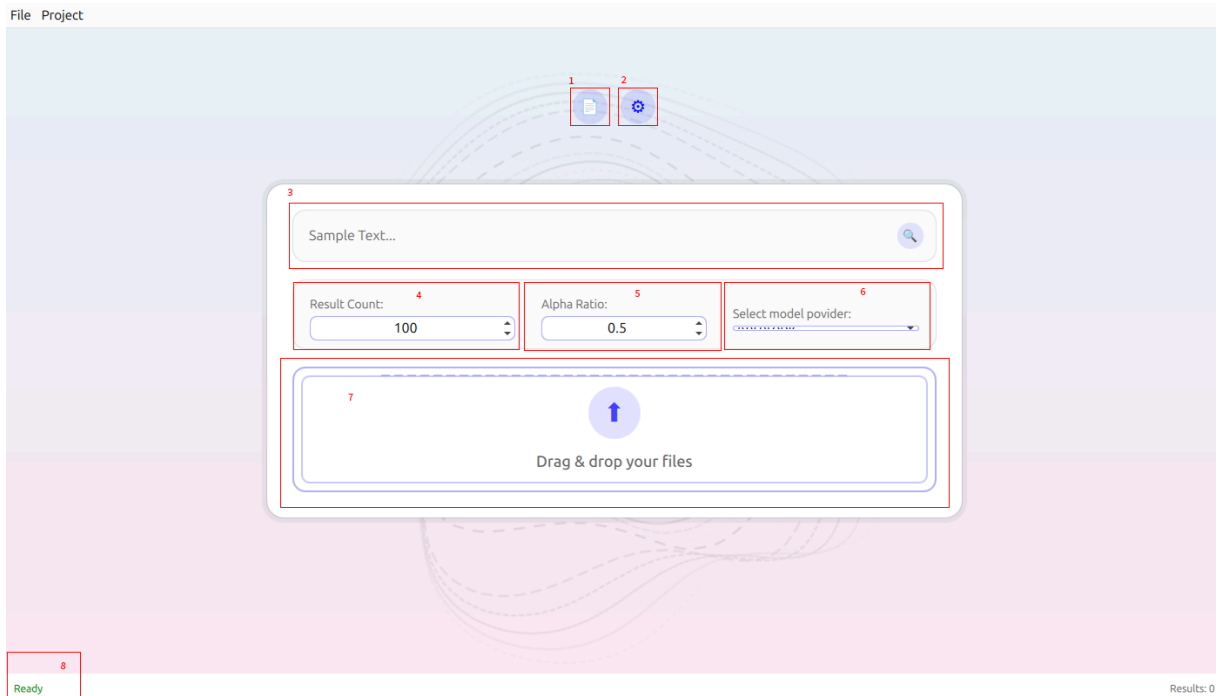 File Project
1 2
3
Sample Text...
4 5 6
Result Count: Alpha Ratio: Select model povider:
100 0.5
7
Drag & drop your files
8
Ready Results: 0